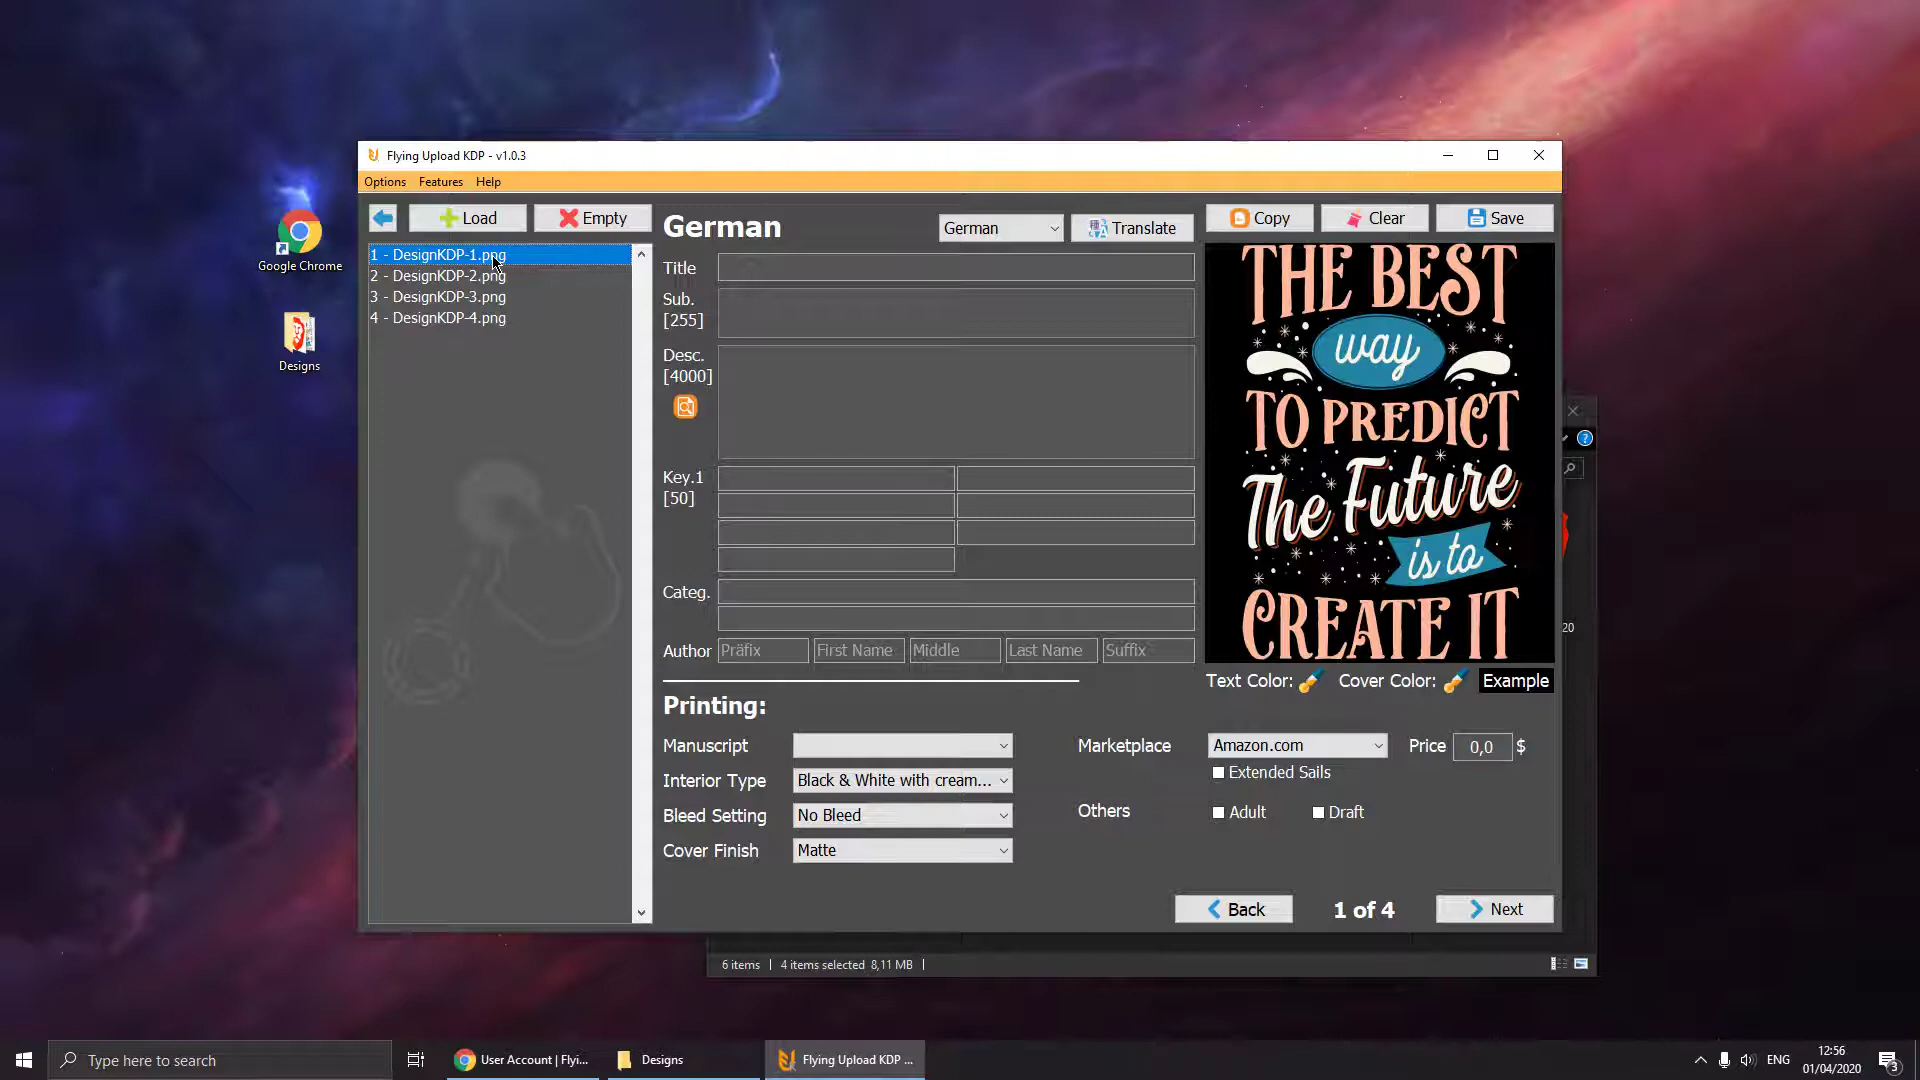 Google Chrome
Designs
Flying Upload KDP - v1.0.3
Options Features Help
Load Empty
1 - DesignKDP-1.png
2 - DesignKDP-2.png
3 - DesignKDP-3.png
4 - DesignKDP-4.png
German
German
Translate
Copy Clear Save
Title
Sub.
[255]
Desc.
[4000]
Key.1
[50]
Categ.
Author Präfix First Name Middle Last Name Suffix
THE BEST
way
TO PREDICT
The Future
is to
CREATE IT
Text Color: Cover Color: Example
Printing:
Manuscript
Interior Type Black & White with cream...
Bleed Setting No Bleed
Cover Finish Matte
Marketplace Amazon.com Price 0,0 $
Extended Sails
Others Adult Draft
Back 1 of 4 Next
20
6 items 4 items selected 8,11 MB
Type here to search
User Account | Flyi...
Designs
Flying Upload KDP ...
ENG
12:56
01/04/2020
3